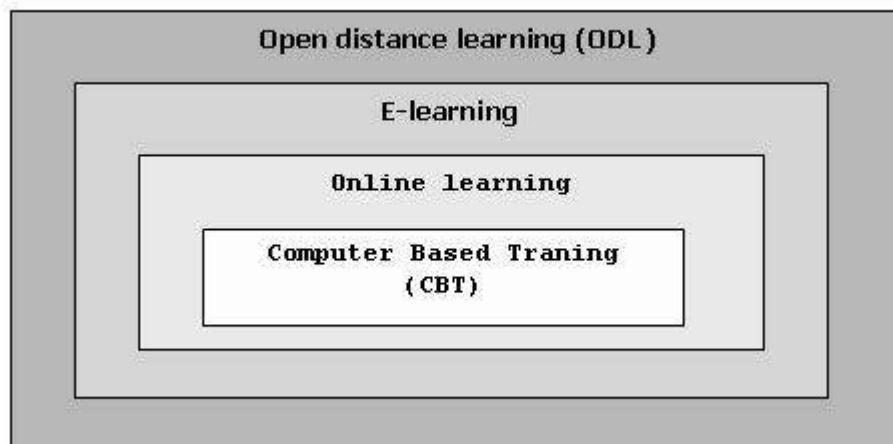 Open distance learning (ODL)
E-learning
Online learning
Computer Based Traning
(CBT)